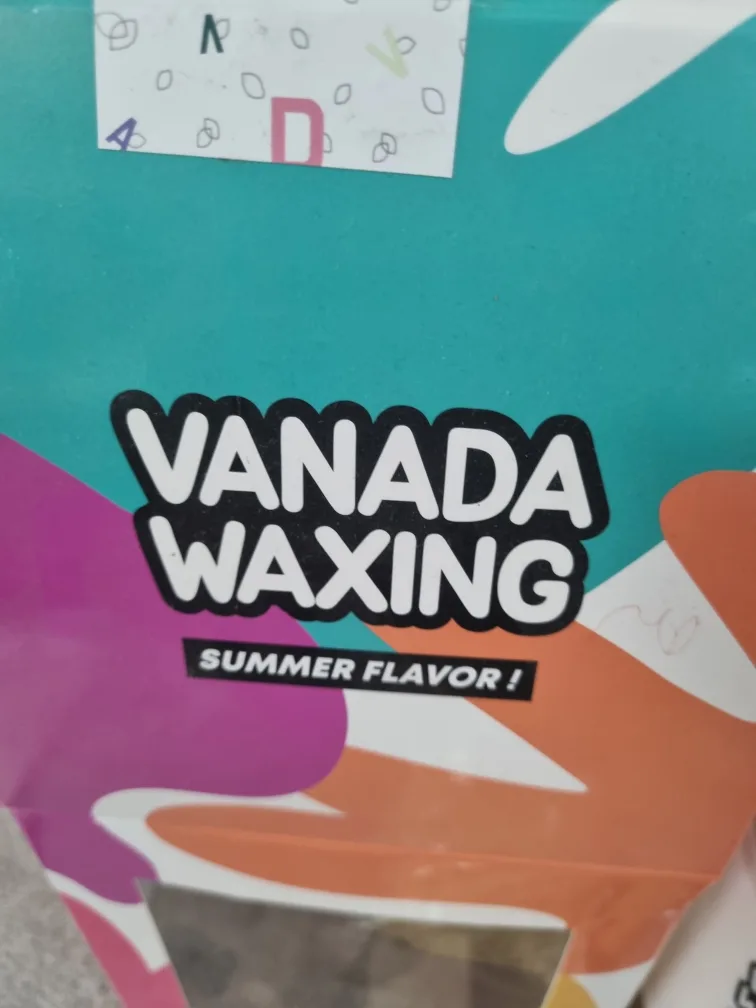 A V
D
A
VANADA
WAXING
SUMMER FLAVOR !